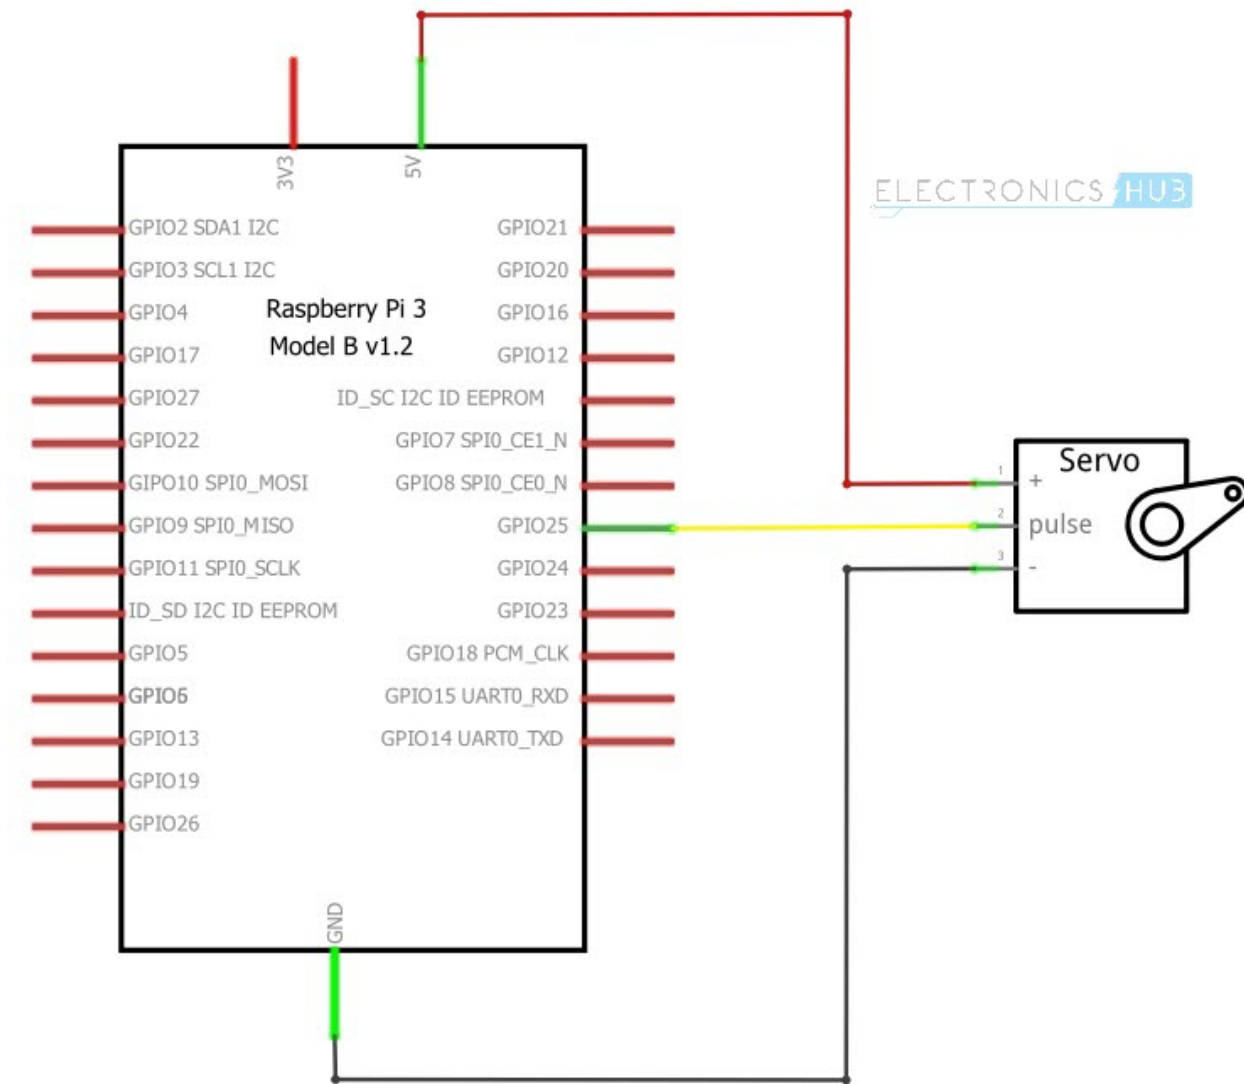 3V3
5V
ELECTRONICS HUB
GPIO2 SDA1 I2C
GPIO21
GPIO3 SCL1 I2C
GPIO20
Raspberry Pi 3
GPIO4
GPIO16
Model B v1.2
GPIO17
GPIO12
GPIO27
ID_SC I2C ID EEPROM
GPIO22
GPIO7 SPI0_CE1_N
Servo
GIPO10 SPI0_MOSI
GPIO8 SPI0_CE0_N
1
+
GPIO9 SPI0_MISO
GPIO25
2
pulse
GPIO11 SPI0_SCLK
GPIO24
3
-
ID_SD I2C ID EEPROM
GPIO23
GPIO5
GPIO18 PCM_CLK
GPIO6
GPIO15 UART0_RXD
GPIO13
GPIO14 UART0_TXD
GPIO19
GPIO26
GND